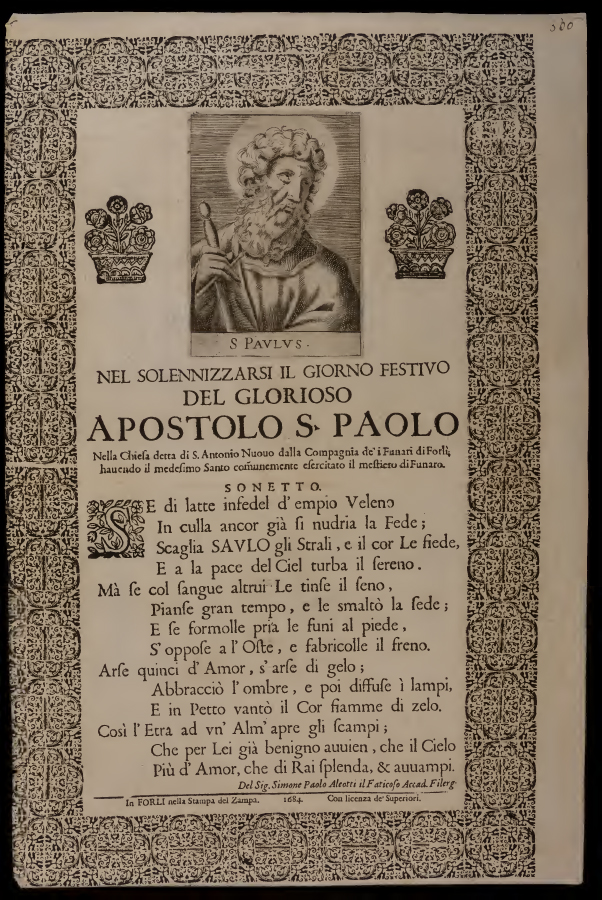 360
S PAVLVS.
NEL SOLENNIZZARSI IL GIORNO FESTIVO
DEL GLORIOSO
APOSTOLO S. PAOLO
Nella Chieſa detta di S. Antonio Nuouo dalla Compagnia de' i Funari di Forlì,
hauendo il medeſimo Santo com̃unemente eſercitato il meſtiero di Funaro.
SONETTO.
SE di latte infedel d' empio Veleno
In culla ancor già ſi nudria la Fede;
Scaglia SAVLO gli Strali, e il cor Le fiede,
E a la pace del Ciel turba il ſereno.
Mà ſe col ſangue altrui Le tinſe il ſeno,
Pianſe gran tempo, e le smaltò la ſede;
E ſe formolle pria le funi al piede,
S' oppoſe a l' Oſte, e fabricolle il freno.
Arſe quinci d' Amor, s' arſe di gelo;
Abbracciò l' ombre, e poi diffuſe i lampi,
E in Petto vantò il Cor fiamme di zelo.
Così l' Etra ad vn' Alm' apre gli ſcampi;
Che per Lei già benigno auuien, che il Cielo
Più d' Amor, che di Rai ſplenda, & auuampi.
Del Sig. Simone Paolo Aleotti il Faticoſo Accad. Filerg.
In FORLI nella Stampa del Zampa. 1684. Con licenza de' Superiori.